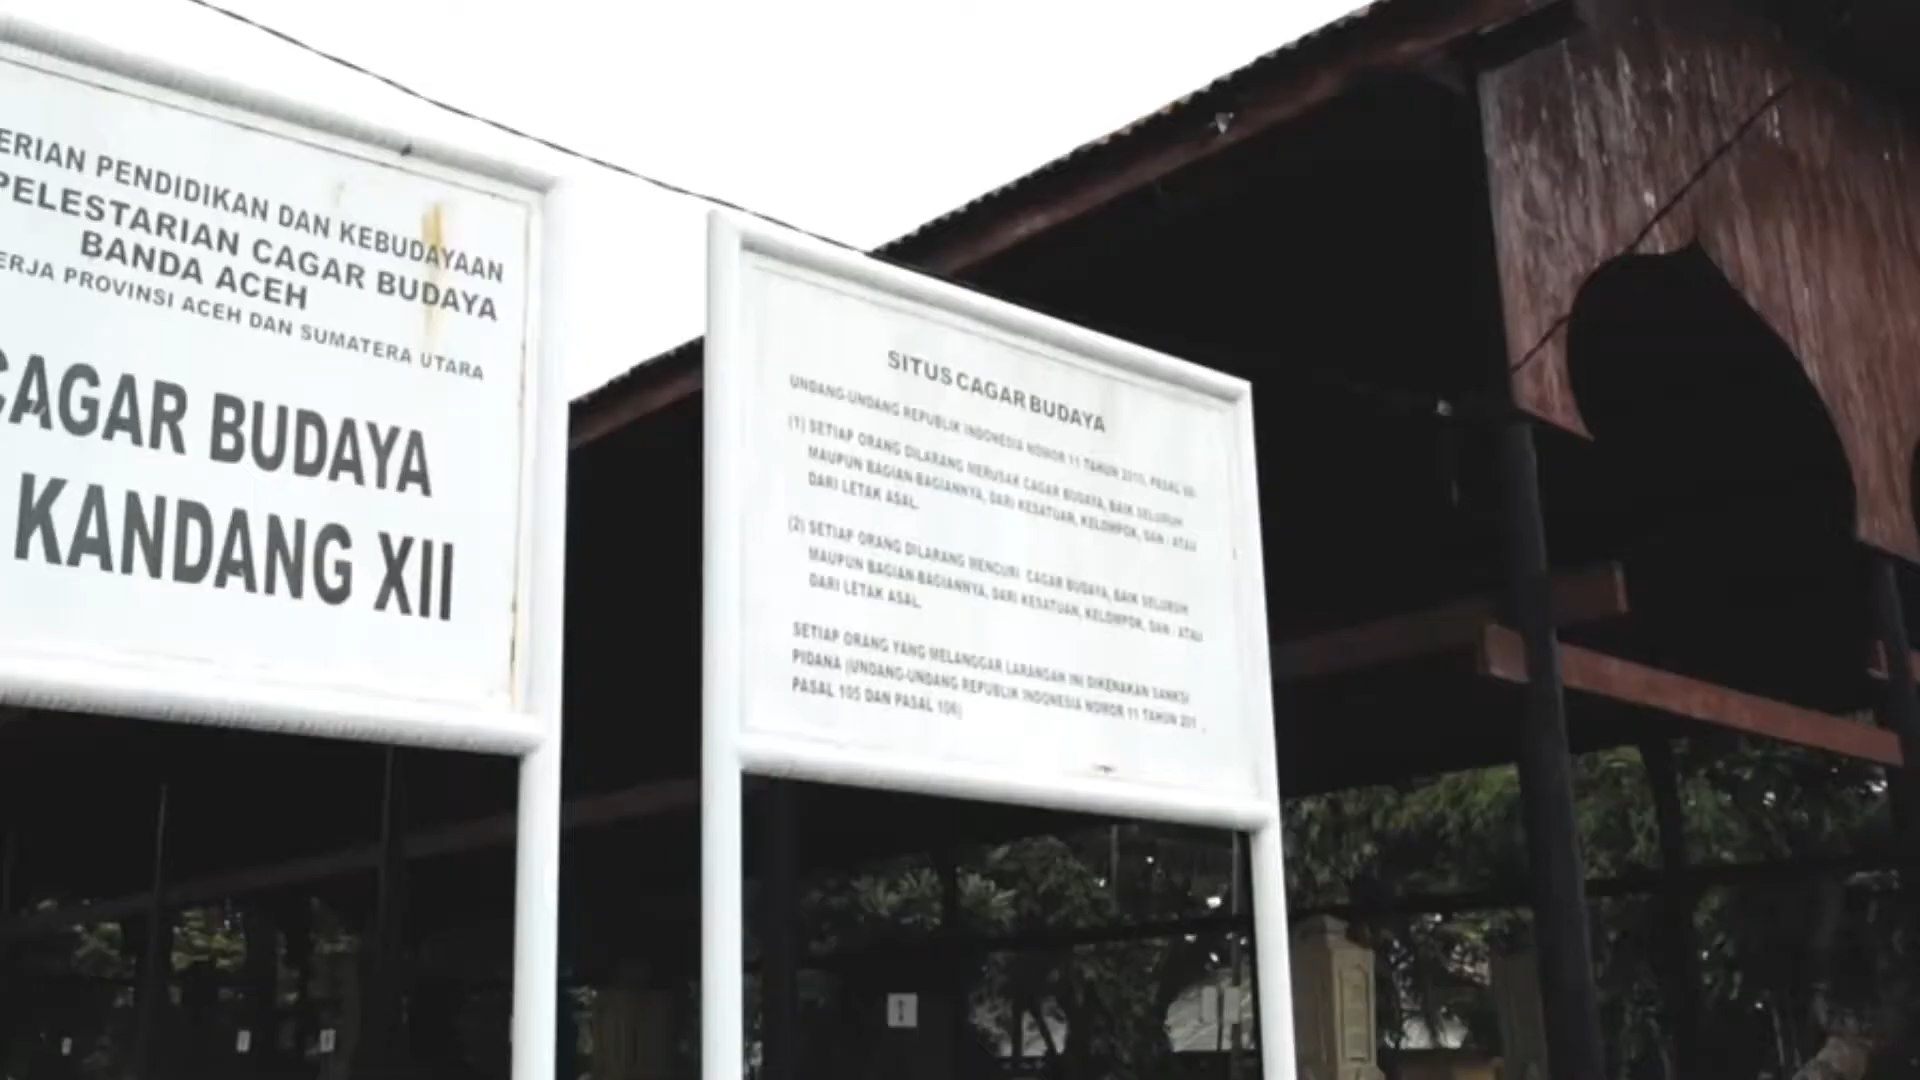 ERIAN PENDIDIKAN DAN KEBUDAYAAN
PELESTARIAN CAGAR BUDAYA
BANDA ACEH
ERJA PROVINSI ACEH DAN SUMATERA UTARA
CAGAR BUDAYA
KANDANG XII
SITUS CAGAR BUDAYA
UNDANG-UNDANG REPUBLIK INDONESIA NOMOR 11 TAHUN 2010, PASAL
(1) SETIAP ORANG DILARANG MERUSAK CAGAR BUDAYA, BAIK SELURUH
MAUPUN BAGIAN-BAGIANNYA, DARI KESATUAN, KELOMPOK, DAN / ATAU
DARI LETAK ASAL.
(2) SETIAP ORANG DILARANG MENCURI CAGAR BUDAYA, BAIK SELURUH
MAUPUN BAGIAN-BAGIANNYA, DARI KESATUAN, KELOMPOK, DAN / ATAU
DARI LETAK ASAL.
SETIAP ORANG YANG MELANGGAR LARANGAN INI DIKENAKAN SANKSI
PIDANA (UNDANG-UNDANG REPUBLIK INDONESIA NOMOR 11 TAHUN 201
PASAL 105 DAN PASAL 106)